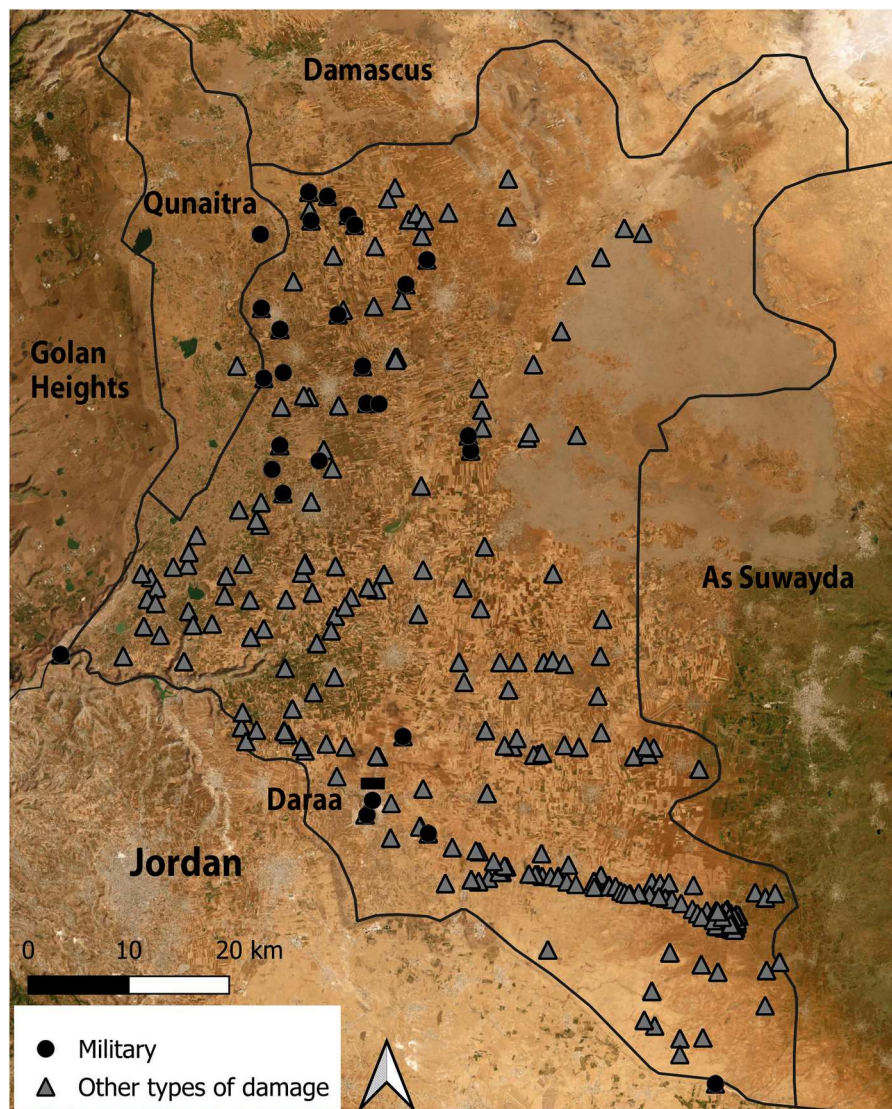 Damascus
Qunaitra
Golan
Heights
As Suwayda
Daraa
Jordan
0 10 20 km
Military
Other types of damage